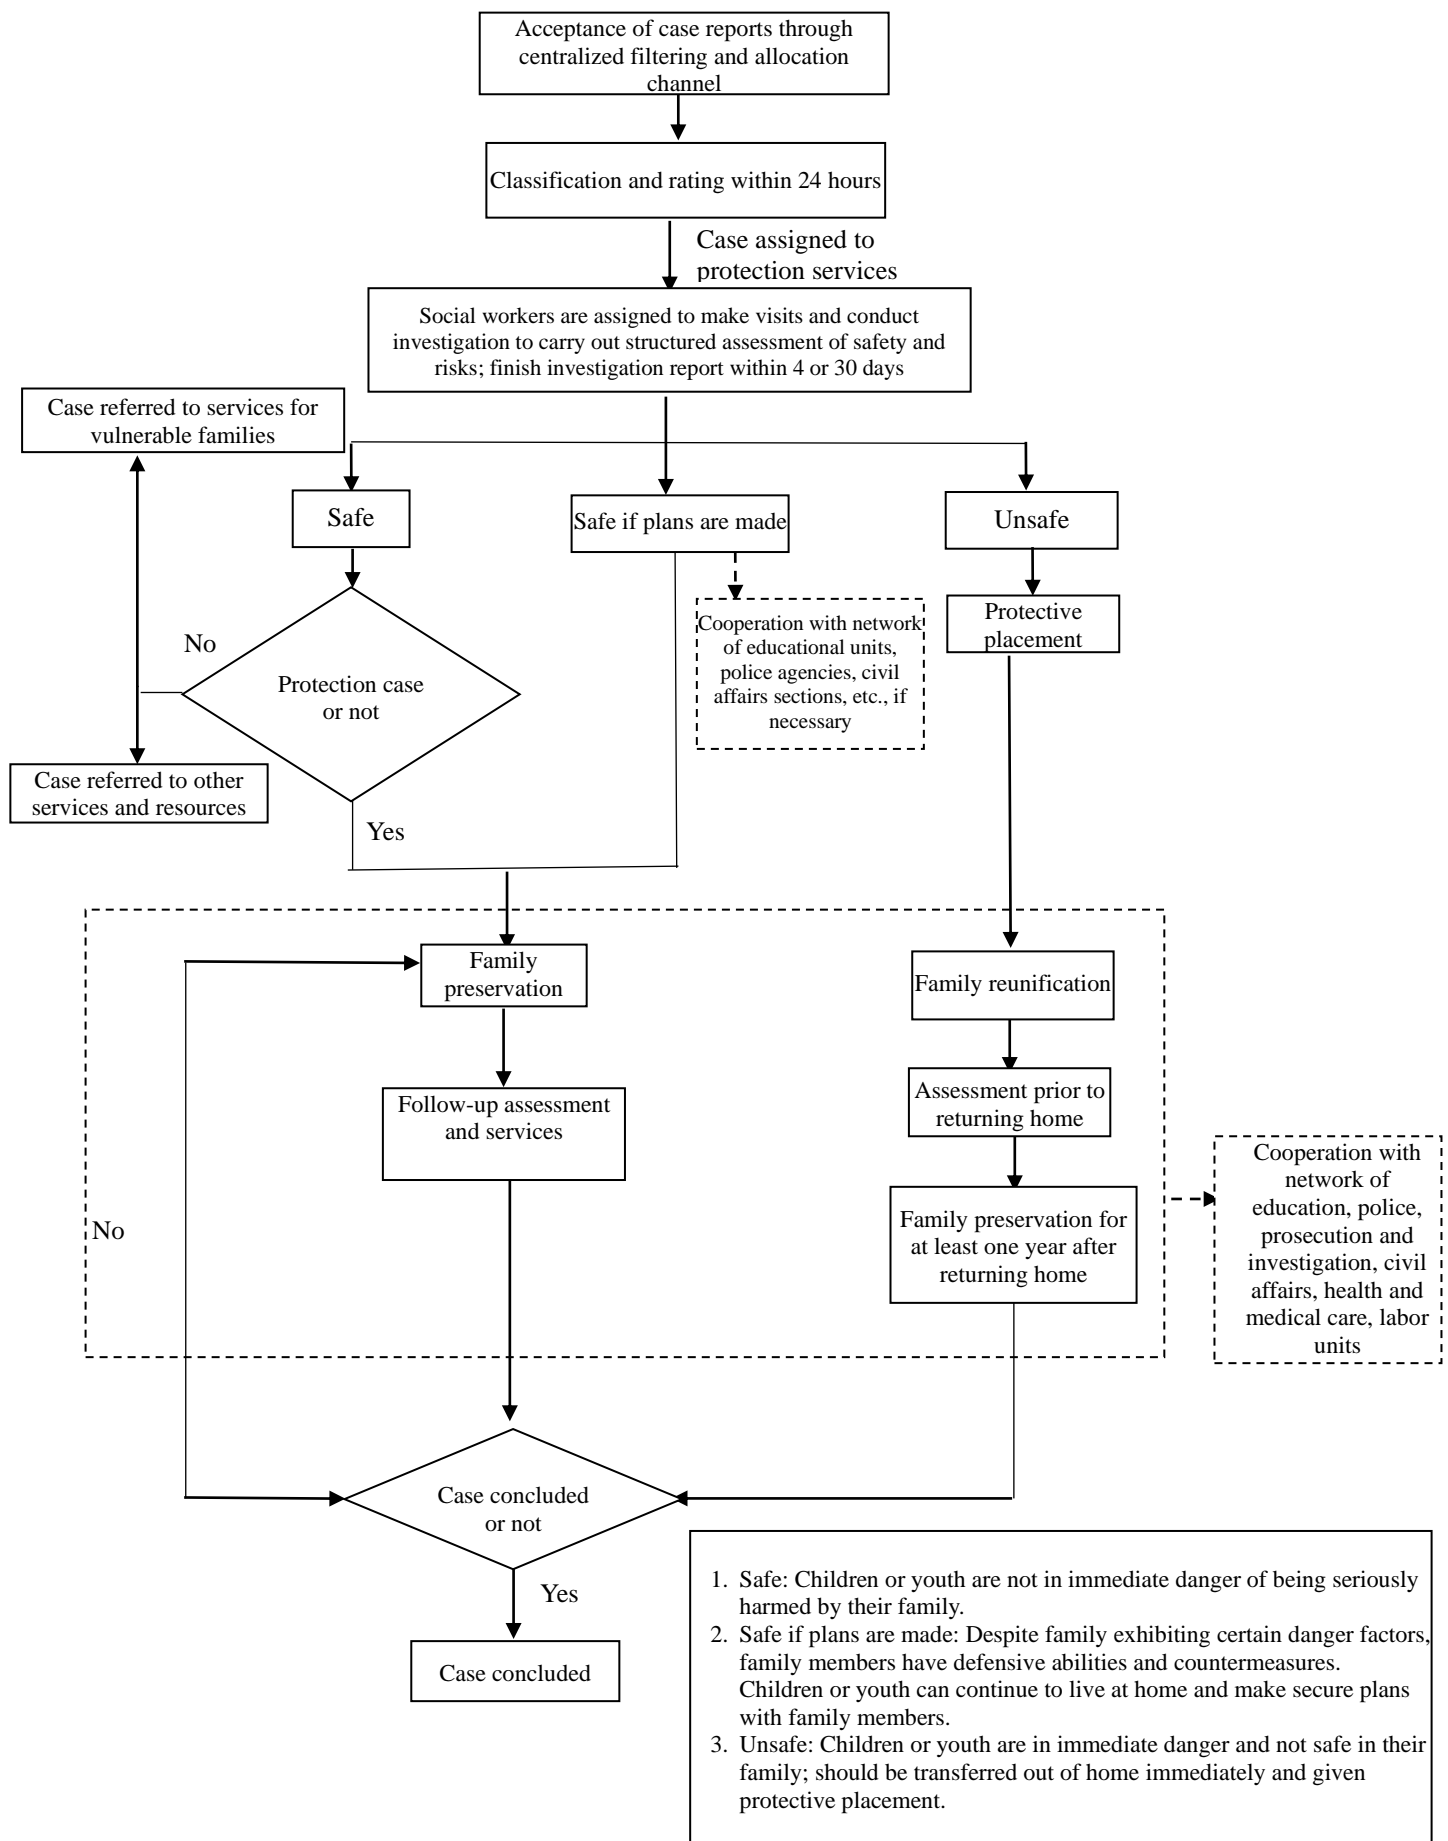 Acceptance of case reports through
centralized filtering and allocation
channel
Classification and rating within 24 hours
Case assigned to
protection services
Social workers are assigned to make visits and conduct
investigation to carry out structured assessment of safety and
risks; finish investigation report within 4 or 30 days
Case referred to services for
vulnerable families
Safe
Safe if plans are made
Unsafe
No
Protection case
or not
Cooperation with network
of educational units,
police agencies, civil
affairs sections, etc., if
necessary
Protective
placement
Case referred to other
services and resources
Yes
Family
preservation
Family reunification
Follow-up assessment
and services
Assessment prior to
returning home
No
Family preservation for
at least one year after
returning home
Cooperation with
network of
education, police,
prosecution and
investigation, civil
affairs, health and
medical care, labor
units
Case concluded
or not
Yes
Case concluded
1. Safe: Children or youth are not in immediate danger of being seriously
harmed by their family.
2. Safe if plans are made: Despite family exhibiting certain danger factors,
family members have defensive abilities and countermeasures.
Children or youth can continue to live at home and make secure plans
with family members.
3. Unsafe: Children or youth are in immediate danger and not safe in their
family; should be transferred out of home immediately and given
protective placement.